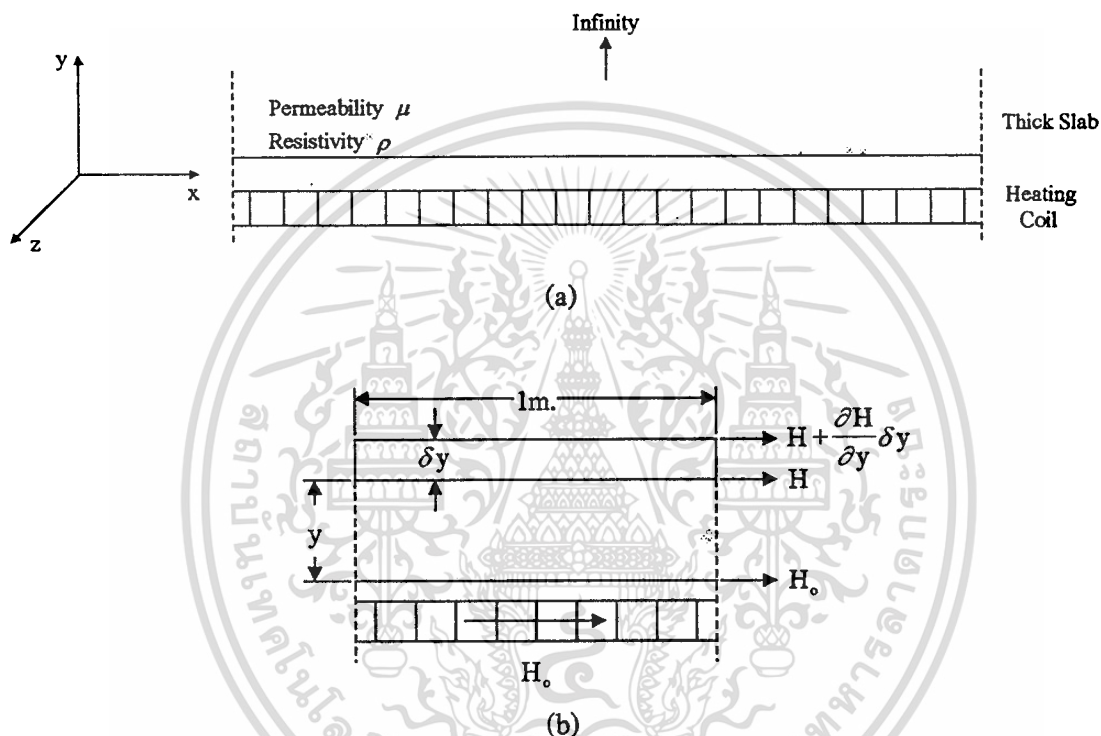 Infinity
y
x
z
Permeability μ
Resistivity ρ
Thick Slab
Heating
Coil
(a)
1m.
δy
H + ∂H/∂y δy
H
y
H₀
H₀
(b)